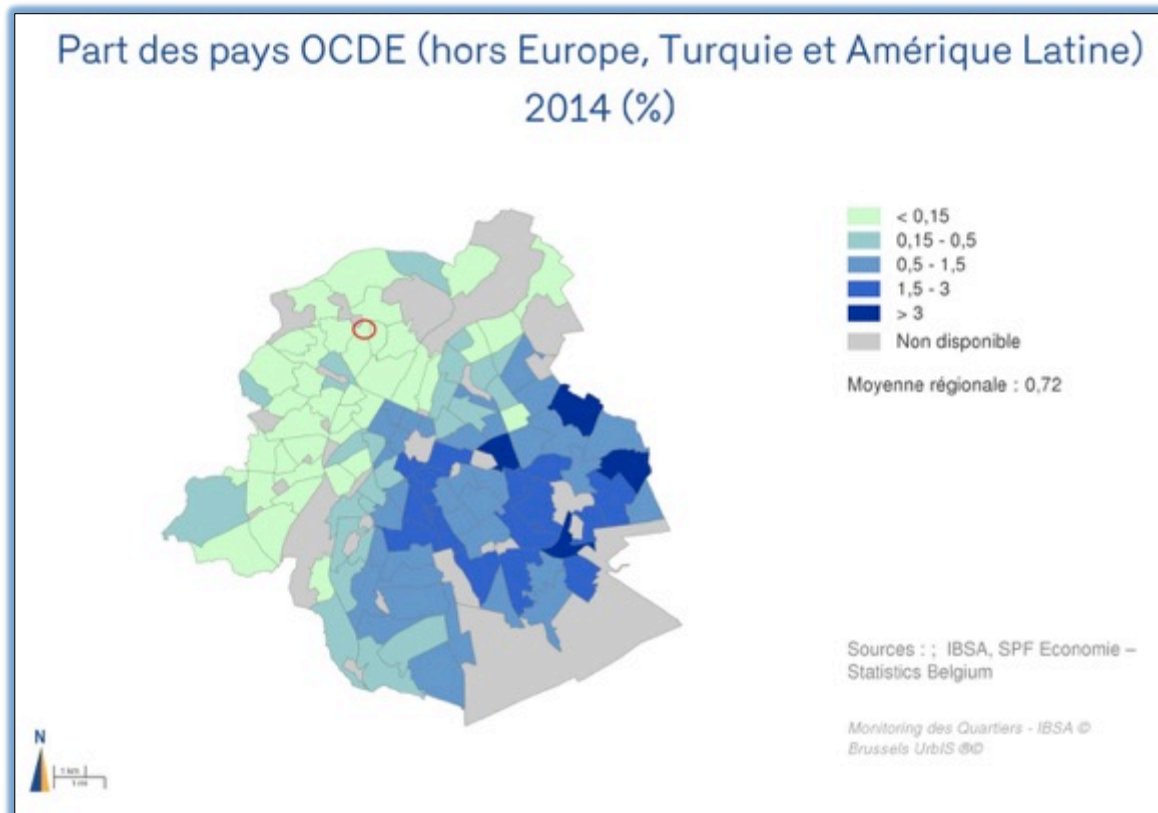 Part des pays OCDE (hors Europe, Turquie et Amérique Latine)
2014 (%)
< 0,15
0,15 - 0,5
0,5 - 1,5
1,5 - 3
> 3
Non disponible
Moyenne régionale : 0,72
Sources : ; IBSA, SPF Economie –
Statistics Belgium
Monitoring des Quartiers - IBSA ©
Brussels UrbIS ®©
N
1 km